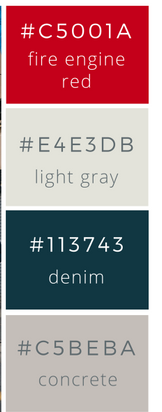 #C5001A
fire engine
red
#E4E3DB
light gray
#113743
denim
#C5BEBA
concrete